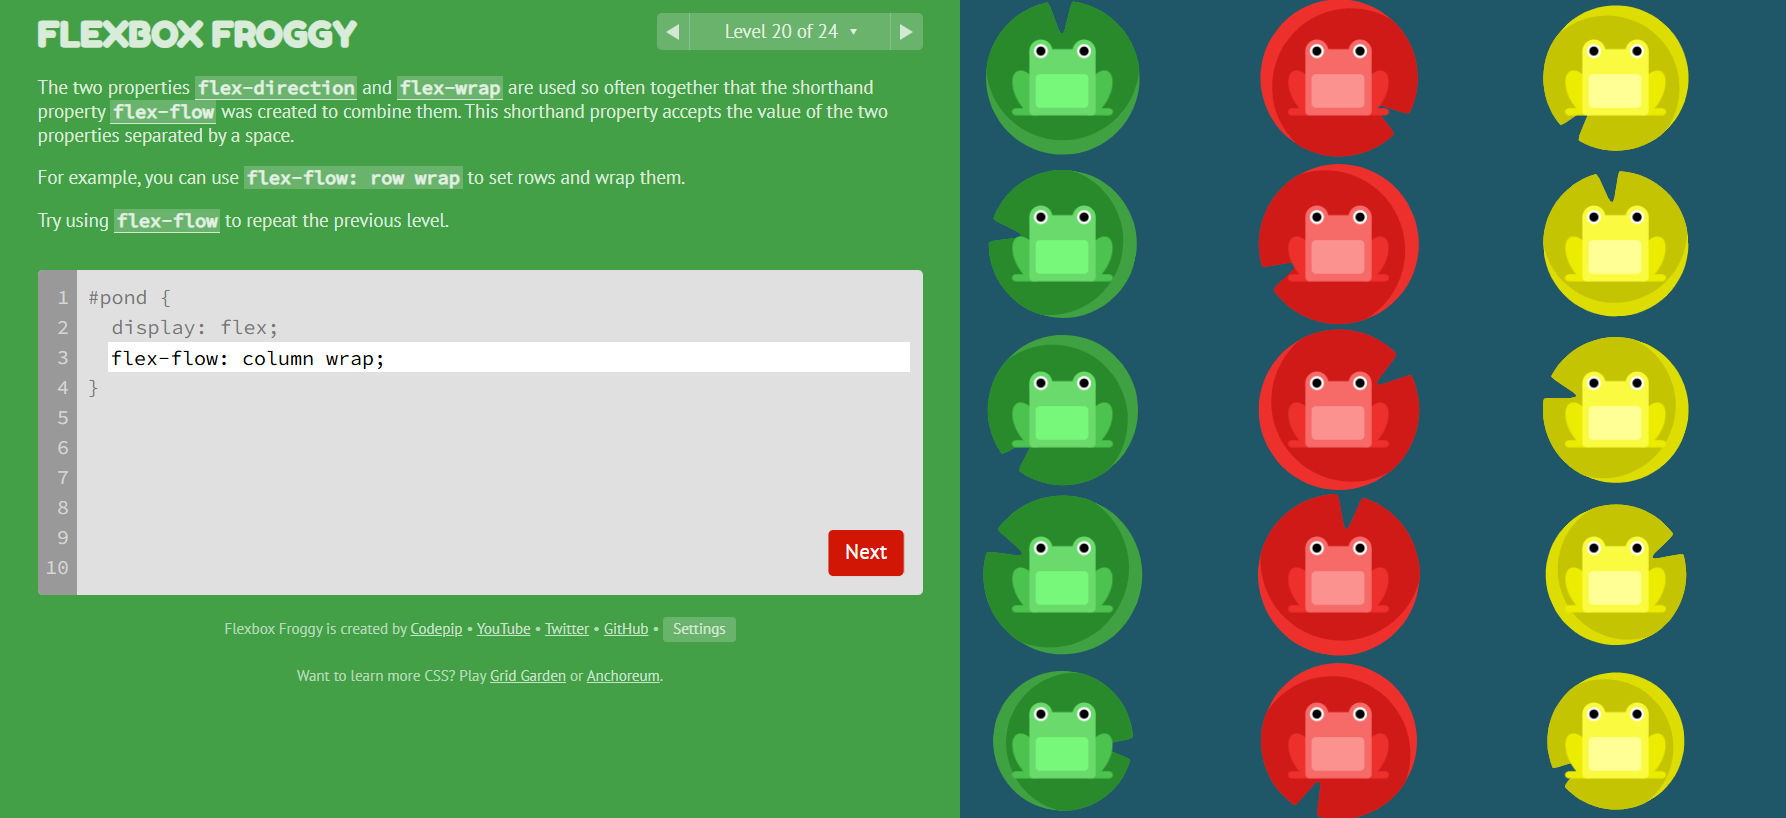 FLEXBOX FROGGY
◀ Level 20 of 24 ▼ ▶
The two properties flex-direction and flex-wrap are used so often together that the shorthand
property flex-flow was created to combine them. This shorthand property accepts the value of the two
properties separated by a space.
For example, you can use flex-flow: row wrap to set rows and wrap them.
Try using flex-flow to repeat the previous level.
1 #pond {
2 display: flex;
3 flex-flow: column wrap;
4 }
5
6
7
8
9
10
Next
Flexbox Froggy is created by Codepip • YouTube • Twitter • GitHub • Settings
Want to learn more CSS? Play Grid Garden or Anchoreum.